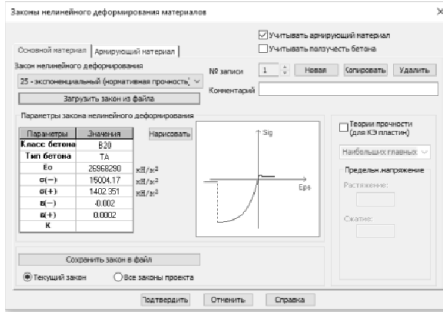 Законы нелинейного деформирования материалов
Учитывать армирующий материал
Учитывать ползучесть бетона
Основной материал
Армирующий материал
Закон нелинейного деформирования
25 - экспоненциальный (нормативная прочность)
Загрузить закон из файла
№ записи 1 Новая Копировать Удалить
Комментарий
Параметры закона нелинейного деформирования
Параметры Значения
Класс бетона B20
Тип бетона TA
Eo 26968290 кН/м²
σ(−) 15004.17 кН/м²
σ(+) 1402.351 кН/м²
ε(−) -0.002
ε(+) 0.0002
K
Нарисовать
Sig
Eps
Теории прочности
(для КЭ пластин)
Наибольших главных
Предельн.напряжение
Растяжение:
Сжатие:
Сохранить закон в файл
Текущий закон Все законы проекта
Подтвердить Отменить Справка